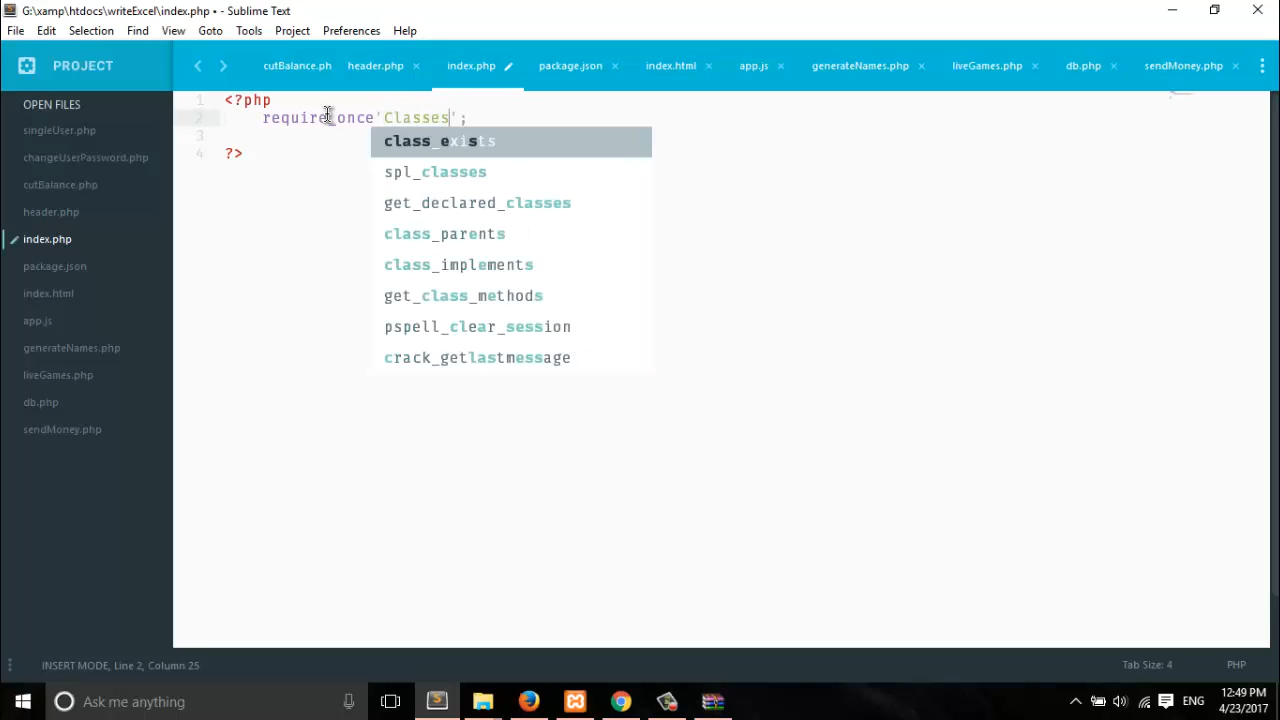 G:\xamp\htdocs\writeExcel\index.php • - Sublime Text
File Edit Selection Find View Goto Tools Project Preferences Help
PROJECT
cutBalance.ph header.php index.php package.json index.html app.js generateNames.php liveGames.php db.php sendMoney.php
OPEN FILES
singleUser.php
changeUserPassword.php
cutBalance.php
header.php
index.php
package.json
index.html
app.js
generateNames.php
liveGames.php
db.php
sendMoney.php
1 <?php
2 require_once'Classes';
3
4 ?>
class_exists
spl_classes
get_declared_classes
class_parents
class_implements
get_class_methods
pspell_clear_session
crack_getlastmessage
INSERT MODE, Line 2, Column 25
Tab Size: 4 PHP
Ask me anything
ENG
12:49 PM
4/23/2017